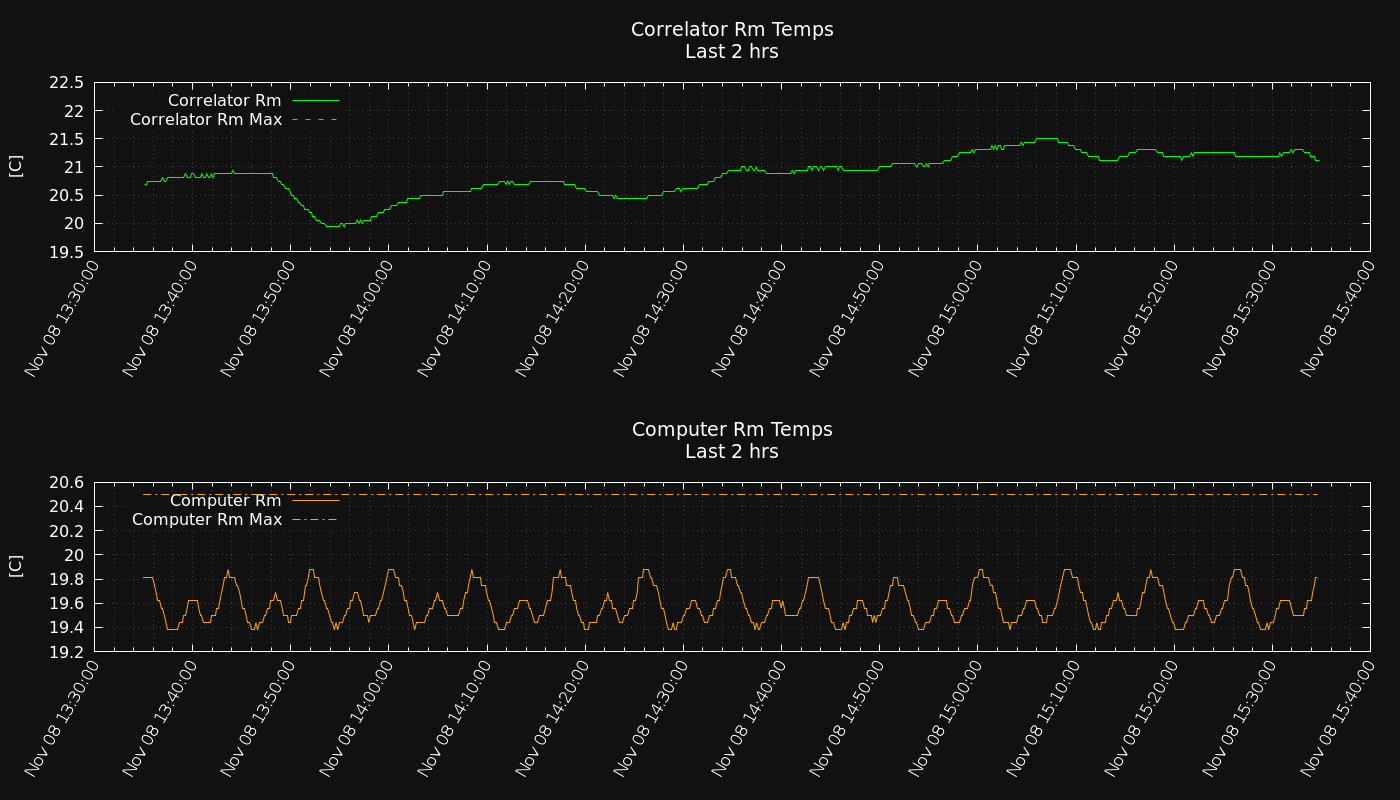 Correlator Rm Temps
Last 2 hrs
22.5
22
21.5
21
20.5
20
19.5
[C]
Correlator Rm
Correlator Rm Max
Nov 08 13:30:00
Nov 08 13:40:00
Nov 08 13:50:00
Nov 08 14:00:00
Nov 08 14:10:00
Nov 08 14:20:00
Nov 08 14:30:00
Nov 08 14:40:00
Nov 08 14:50:00
Nov 08 15:00:00
Nov 08 15:10:00
Nov 08 15:20:00
Nov 08 15:30:00
Nov 08 15:40:00
Computer Rm Temps
Last 2 hrs
20.6
20.4
20.2
20
19.8
19.6
19.4
19.2
[C]
Computer Rm
Computer Rm Max
Nov 08 13:30:00
Nov 08 13:40:00
Nov 08 13:50:00
Nov 08 14:00:00
Nov 08 14:10:00
Nov 08 14:20:00
Nov 08 14:30:00
Nov 08 14:40:00
Nov 08 14:50:00
Nov 08 15:00:00
Nov 08 15:10:00
Nov 08 15:20:00
Nov 08 15:30:00
Nov 08 15:40:00